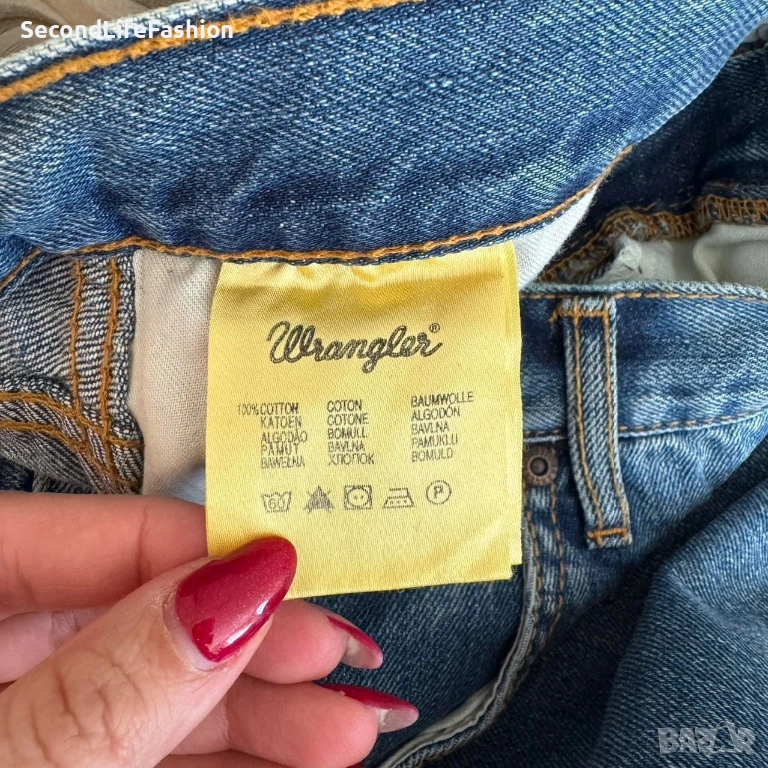 SecondLifeFashion
Wrangler®
100% COTTON COTON BAUMWOLLE
KATOEN COTONE ALGODÓN
ALGODÃO BOMULL BAVLNA
PAMUT BAVLNA PAMUKLU
BAWEŁNA ХЛОПОК BOMULD
60 P
BAZAR